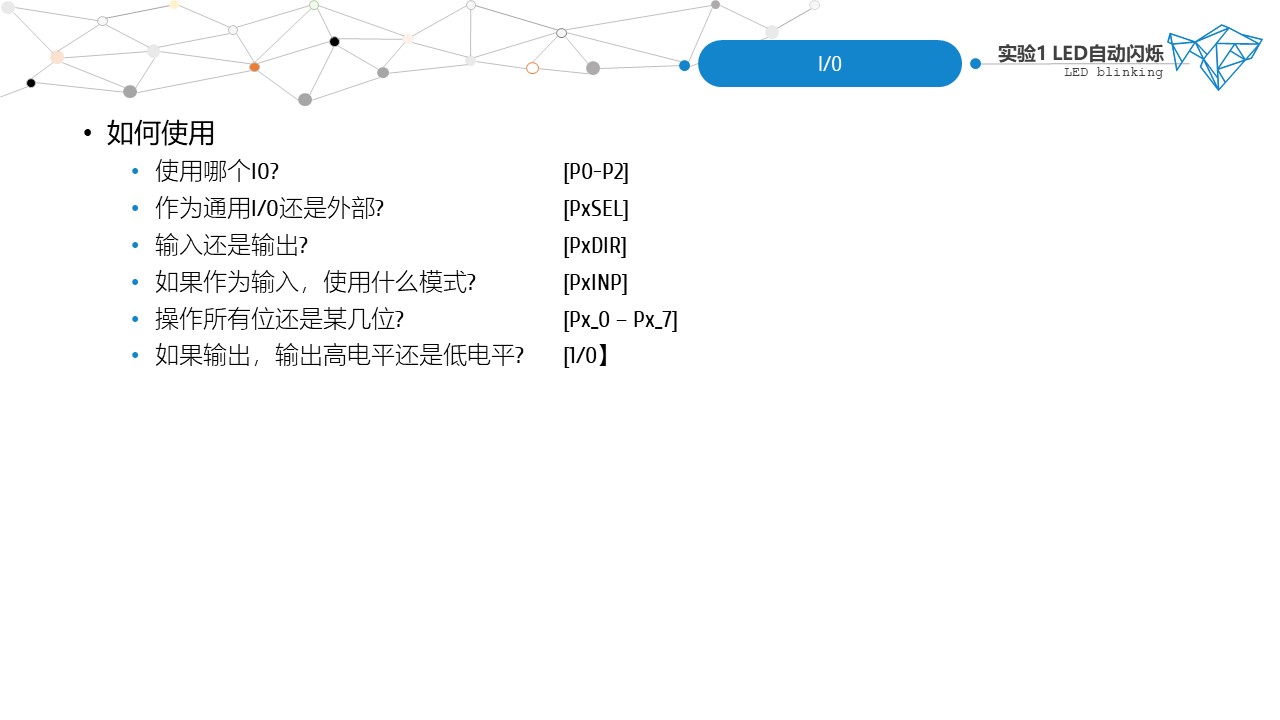 I/O
实验1 LED自动闪烁
LED blinking
• 如何使用
• 使用哪个IO? [P0-P2]
• 作为通用I/O还是外部? [PxSEL]
• 输入还是输出? [PxDIR]
• 如果作为输入，使用什么模式? [PxINP]
• 操作所有位还是某几位? [Px_0 – Px_7]
• 如果输出，输出高电平还是低电平? [1/0】